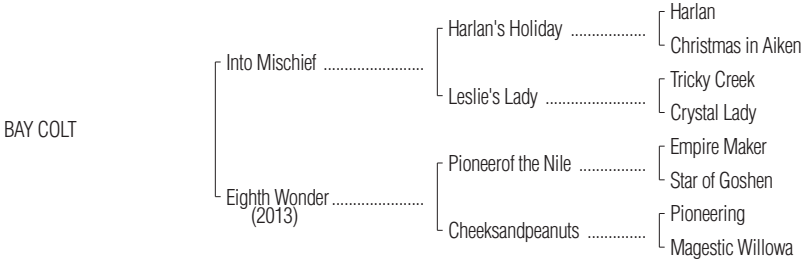 Harlan
Harlan's Holiday ..................
Christmas in Aiken
Into Mischief ........................
Tricky Creek
Leslie's Lady ........................
Crystal Lady
BAY COLT
Empire Maker
Pioneerof the Nile ................
Star of Goshen
Eighth Wonder ......................
(2013)
Pioneering
Cheeksandpeanuts ..............
Magestic Willowa